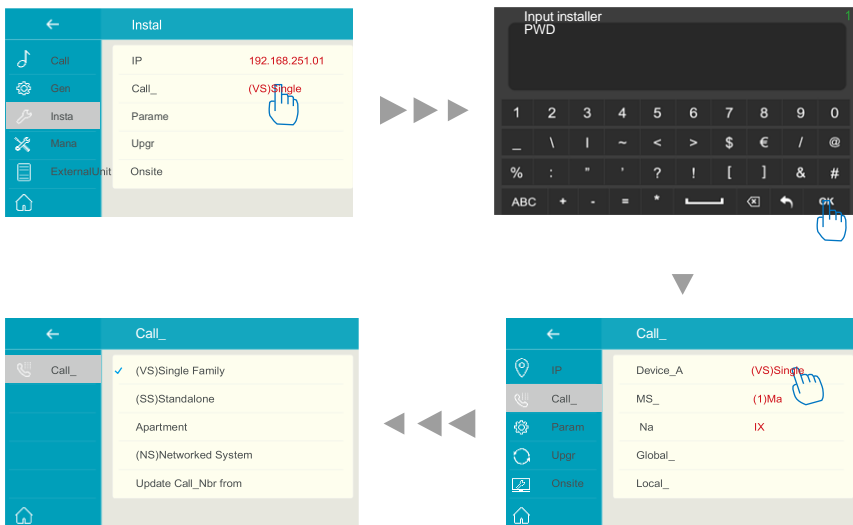 Instal
Call
Gen
Insta
Mana
ExternalUnit
IP 192.168.251.01
Call_ (VS)Single
Parame
Upgr
Onsite
Input installer
PWD
1
1 2 3 4 5 6 7 8 9 0
_ \ | ~ < > $ € / @
% : " ' ? ! [ ] & #
ABC + - = * OK
Call_
Call_
(VS)Single Family
(SS)Standalone
Apartment
(NS)Networked System
Update Call_Nbr from
Call_
IP
Call_
Param
Upgr
Onsite
Device_A (VS)Single
MS_ (1)Ma
Na IX
Global_
Local_